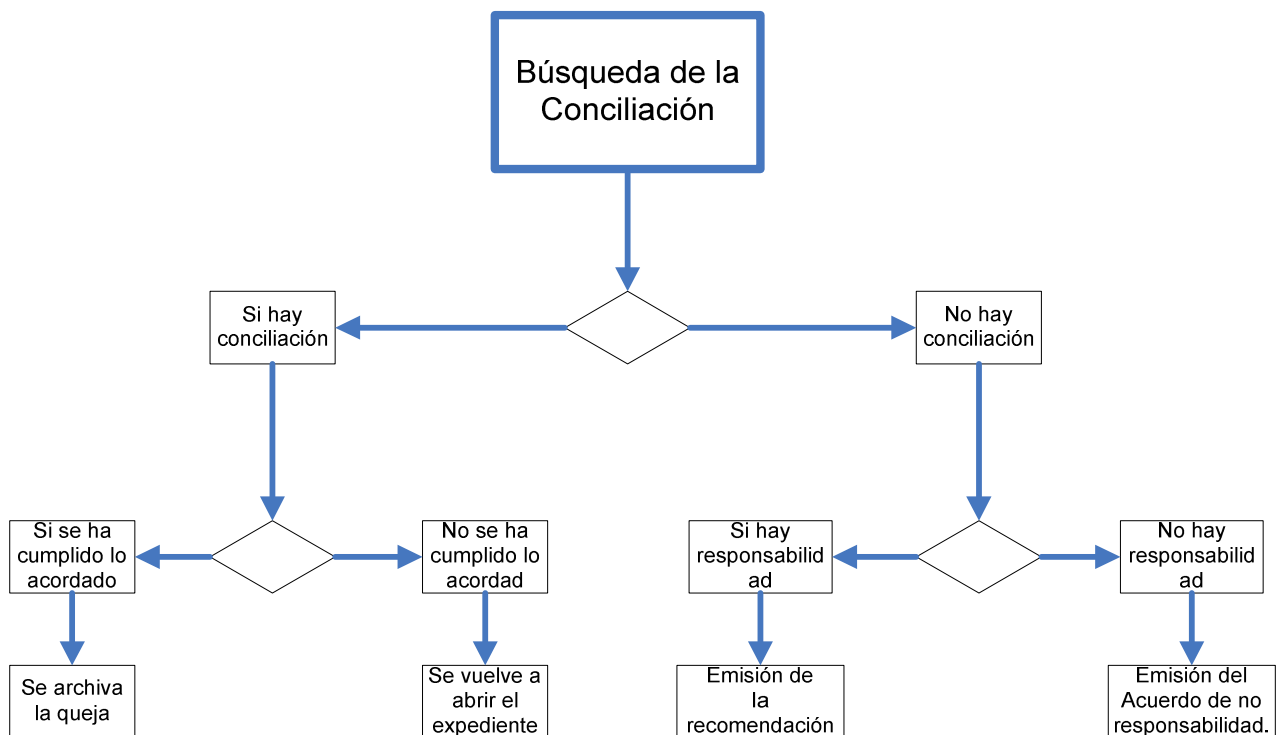 Búsqueda de la
Conciliación
Si hay
conciliación
No hay
conciliación
Si se ha
cumplido lo
acordado
No se ha
cumplido lo
acordad
Si hay
responsabilid
ad
No hay
responsabilid
ad
Se archiva
la queja
Se vuelve a
abrir el
expediente
Emisión de
la
recomendación
Emisión del
Acuerdo de no
responsabilidad.